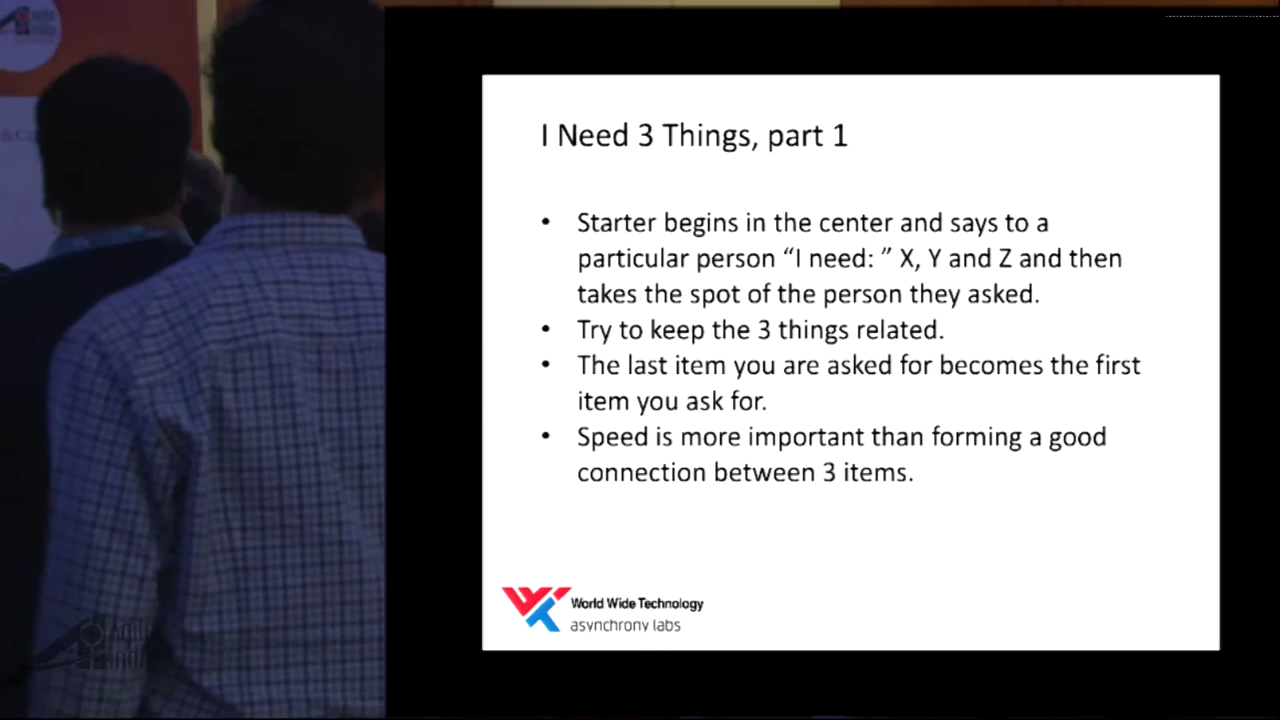 I Need 3 Things, part 1
• Starter begins in the center and says to a
particular person “I need: ” X, Y and Z and then
takes the spot of the person they asked.
• Try to keep the 3 things related.
• The last item you are asked for becomes the first
item you ask for.
• Speed is more important than forming a good
connection between 3 items.
World Wide Technology
asynchrony labs